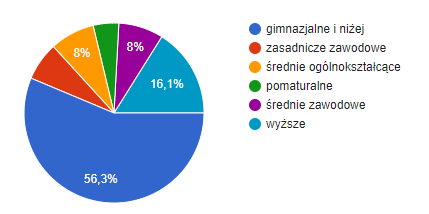 8%
8%
16,1%
56,3%
gimnazjalne i niżej
zasadnicze zawodowe
średnie ogólnokształcące
pomaturalne
średnie zawodowe
wyższe